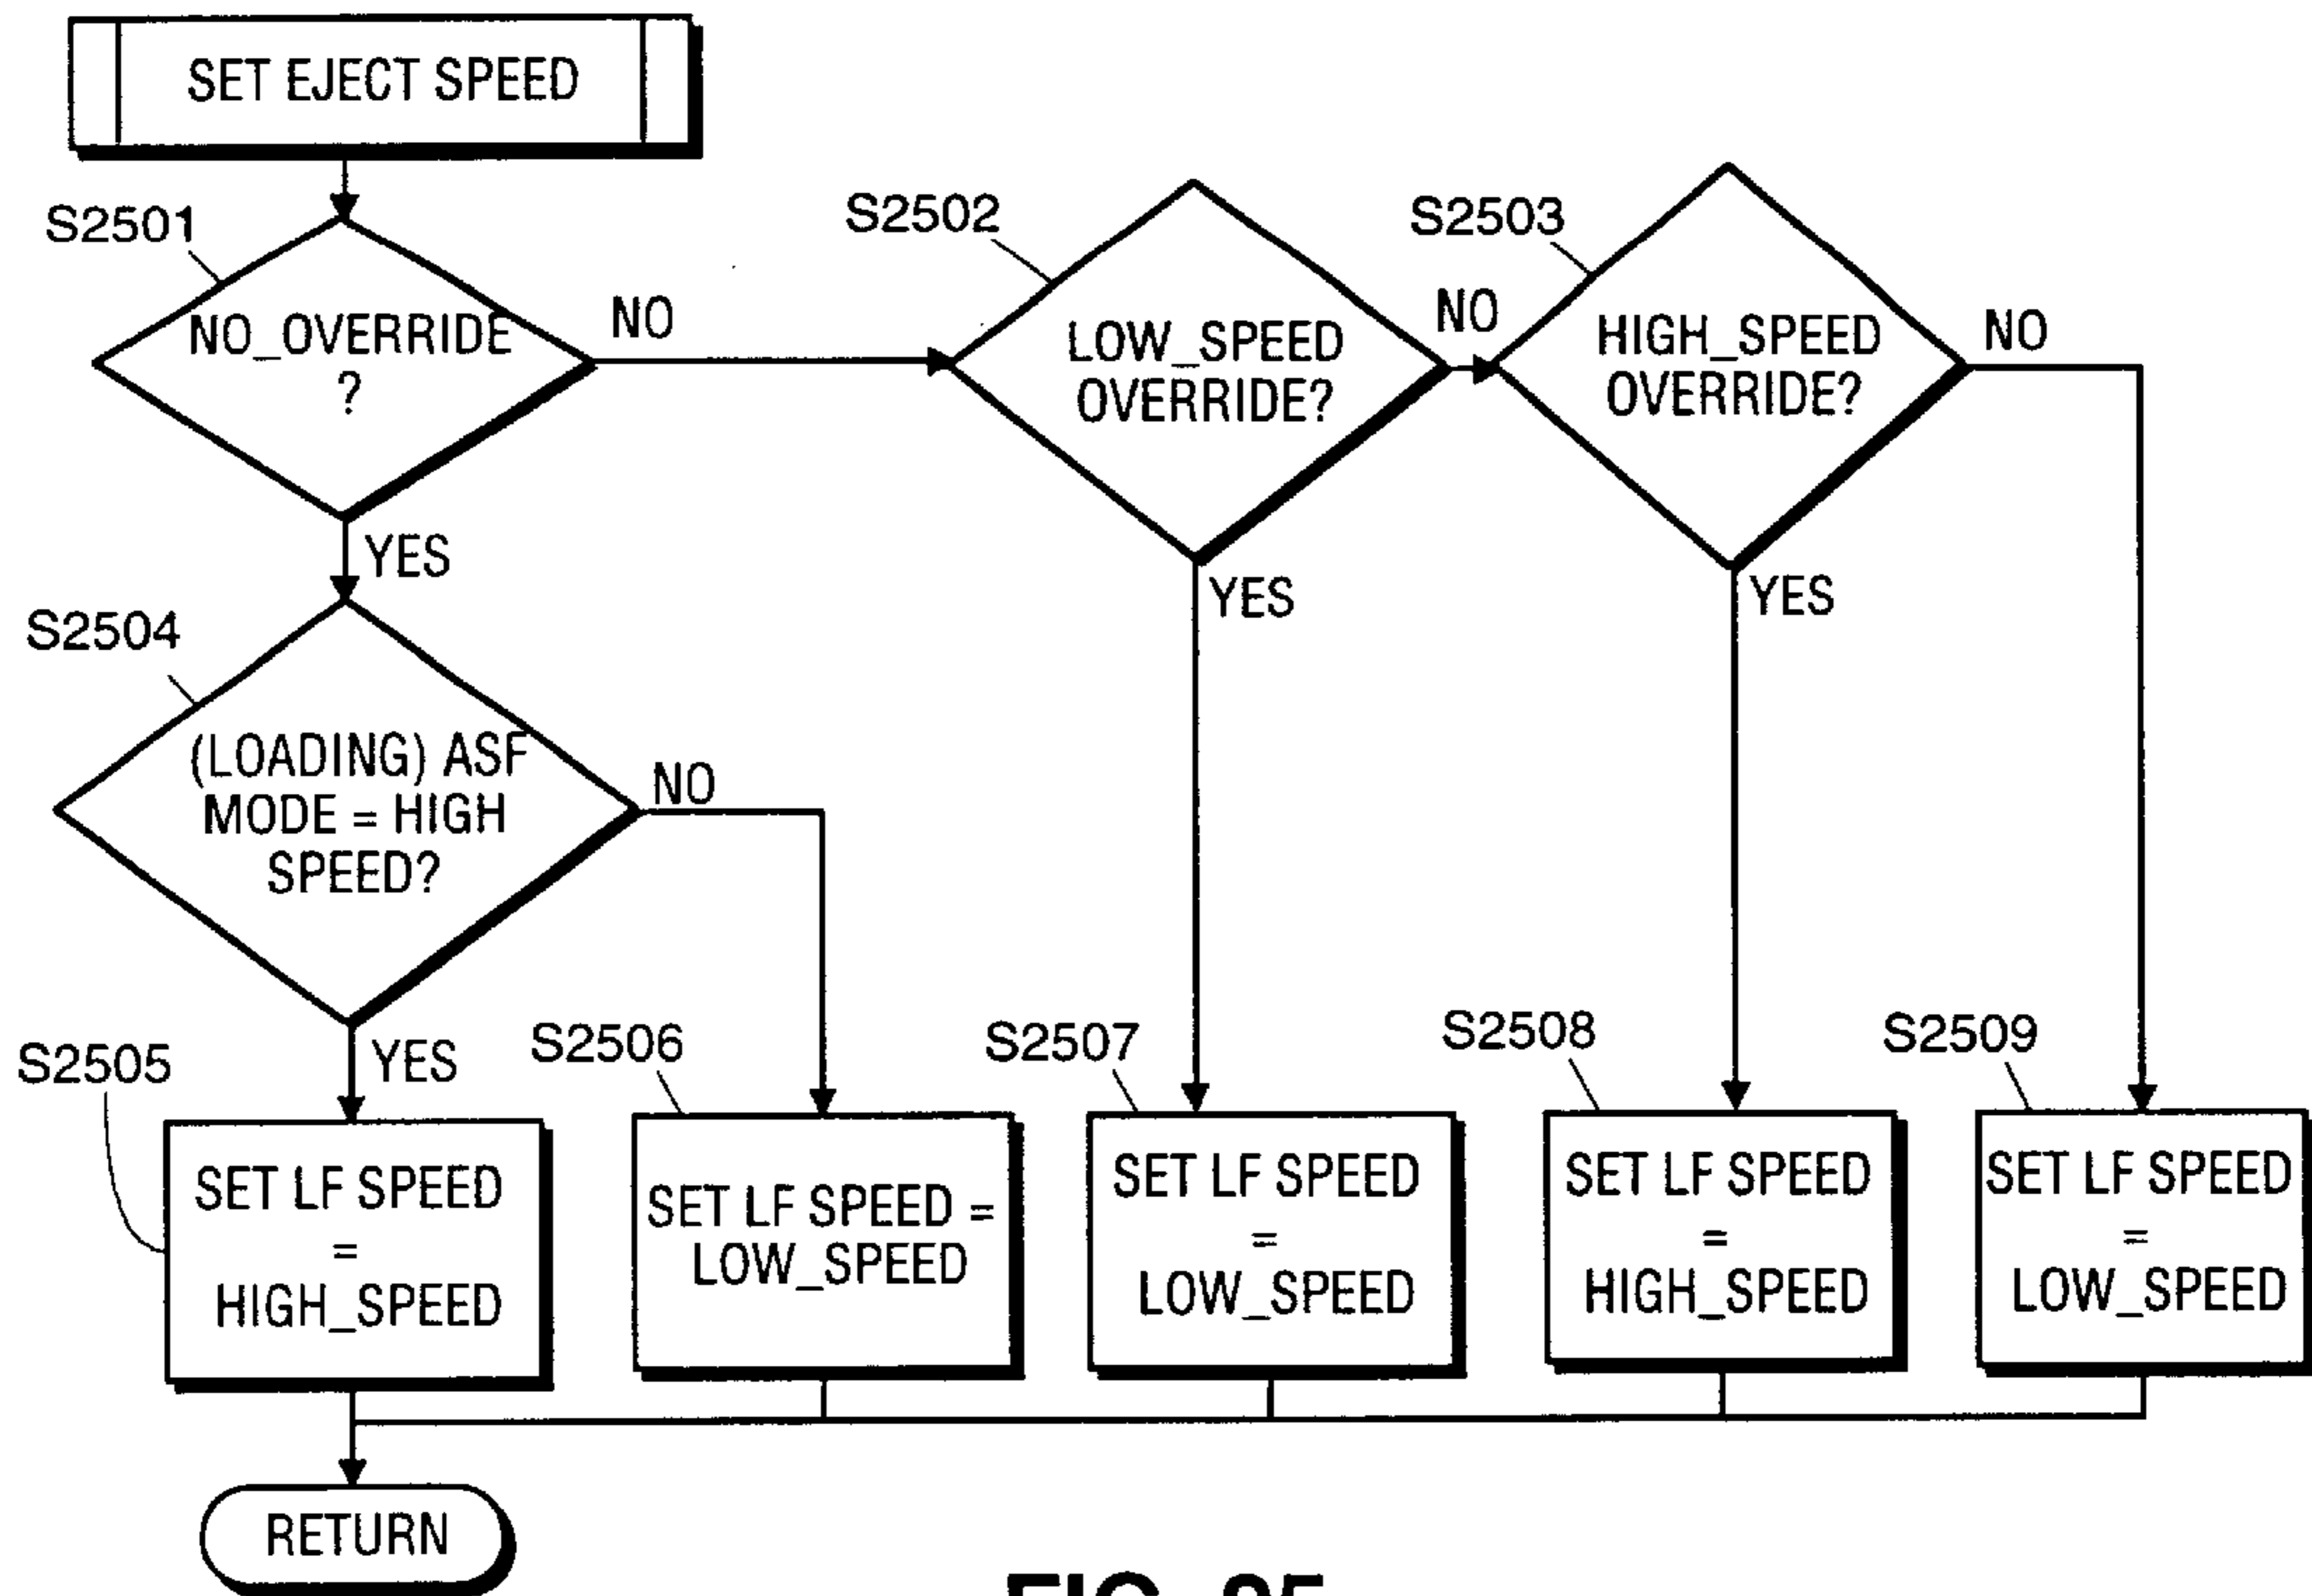 SET EJECT SPEED
S2501
NO_OVERRIDE
?
NO
YES
S2502
LOW_SPEED
OVERRIDE?
NO
YES
S2503
HIGH_SPEED
OVERRIDE?
NO
YES
S2504
(LOADING) ASF
MODE = HIGH
SPEED?
NO
YES
S2505
SET LF SPEED
=
HIGH_SPEED
S2506
SET LF SPEED =
LOW_SPEED
S2507
SET LF SPEED
=
LOW_SPEED
S2508
SET LF SPEED
=
HIGH_SPEED
S2509
SET LF SPEED
=
LOW_SPEED
RETURN